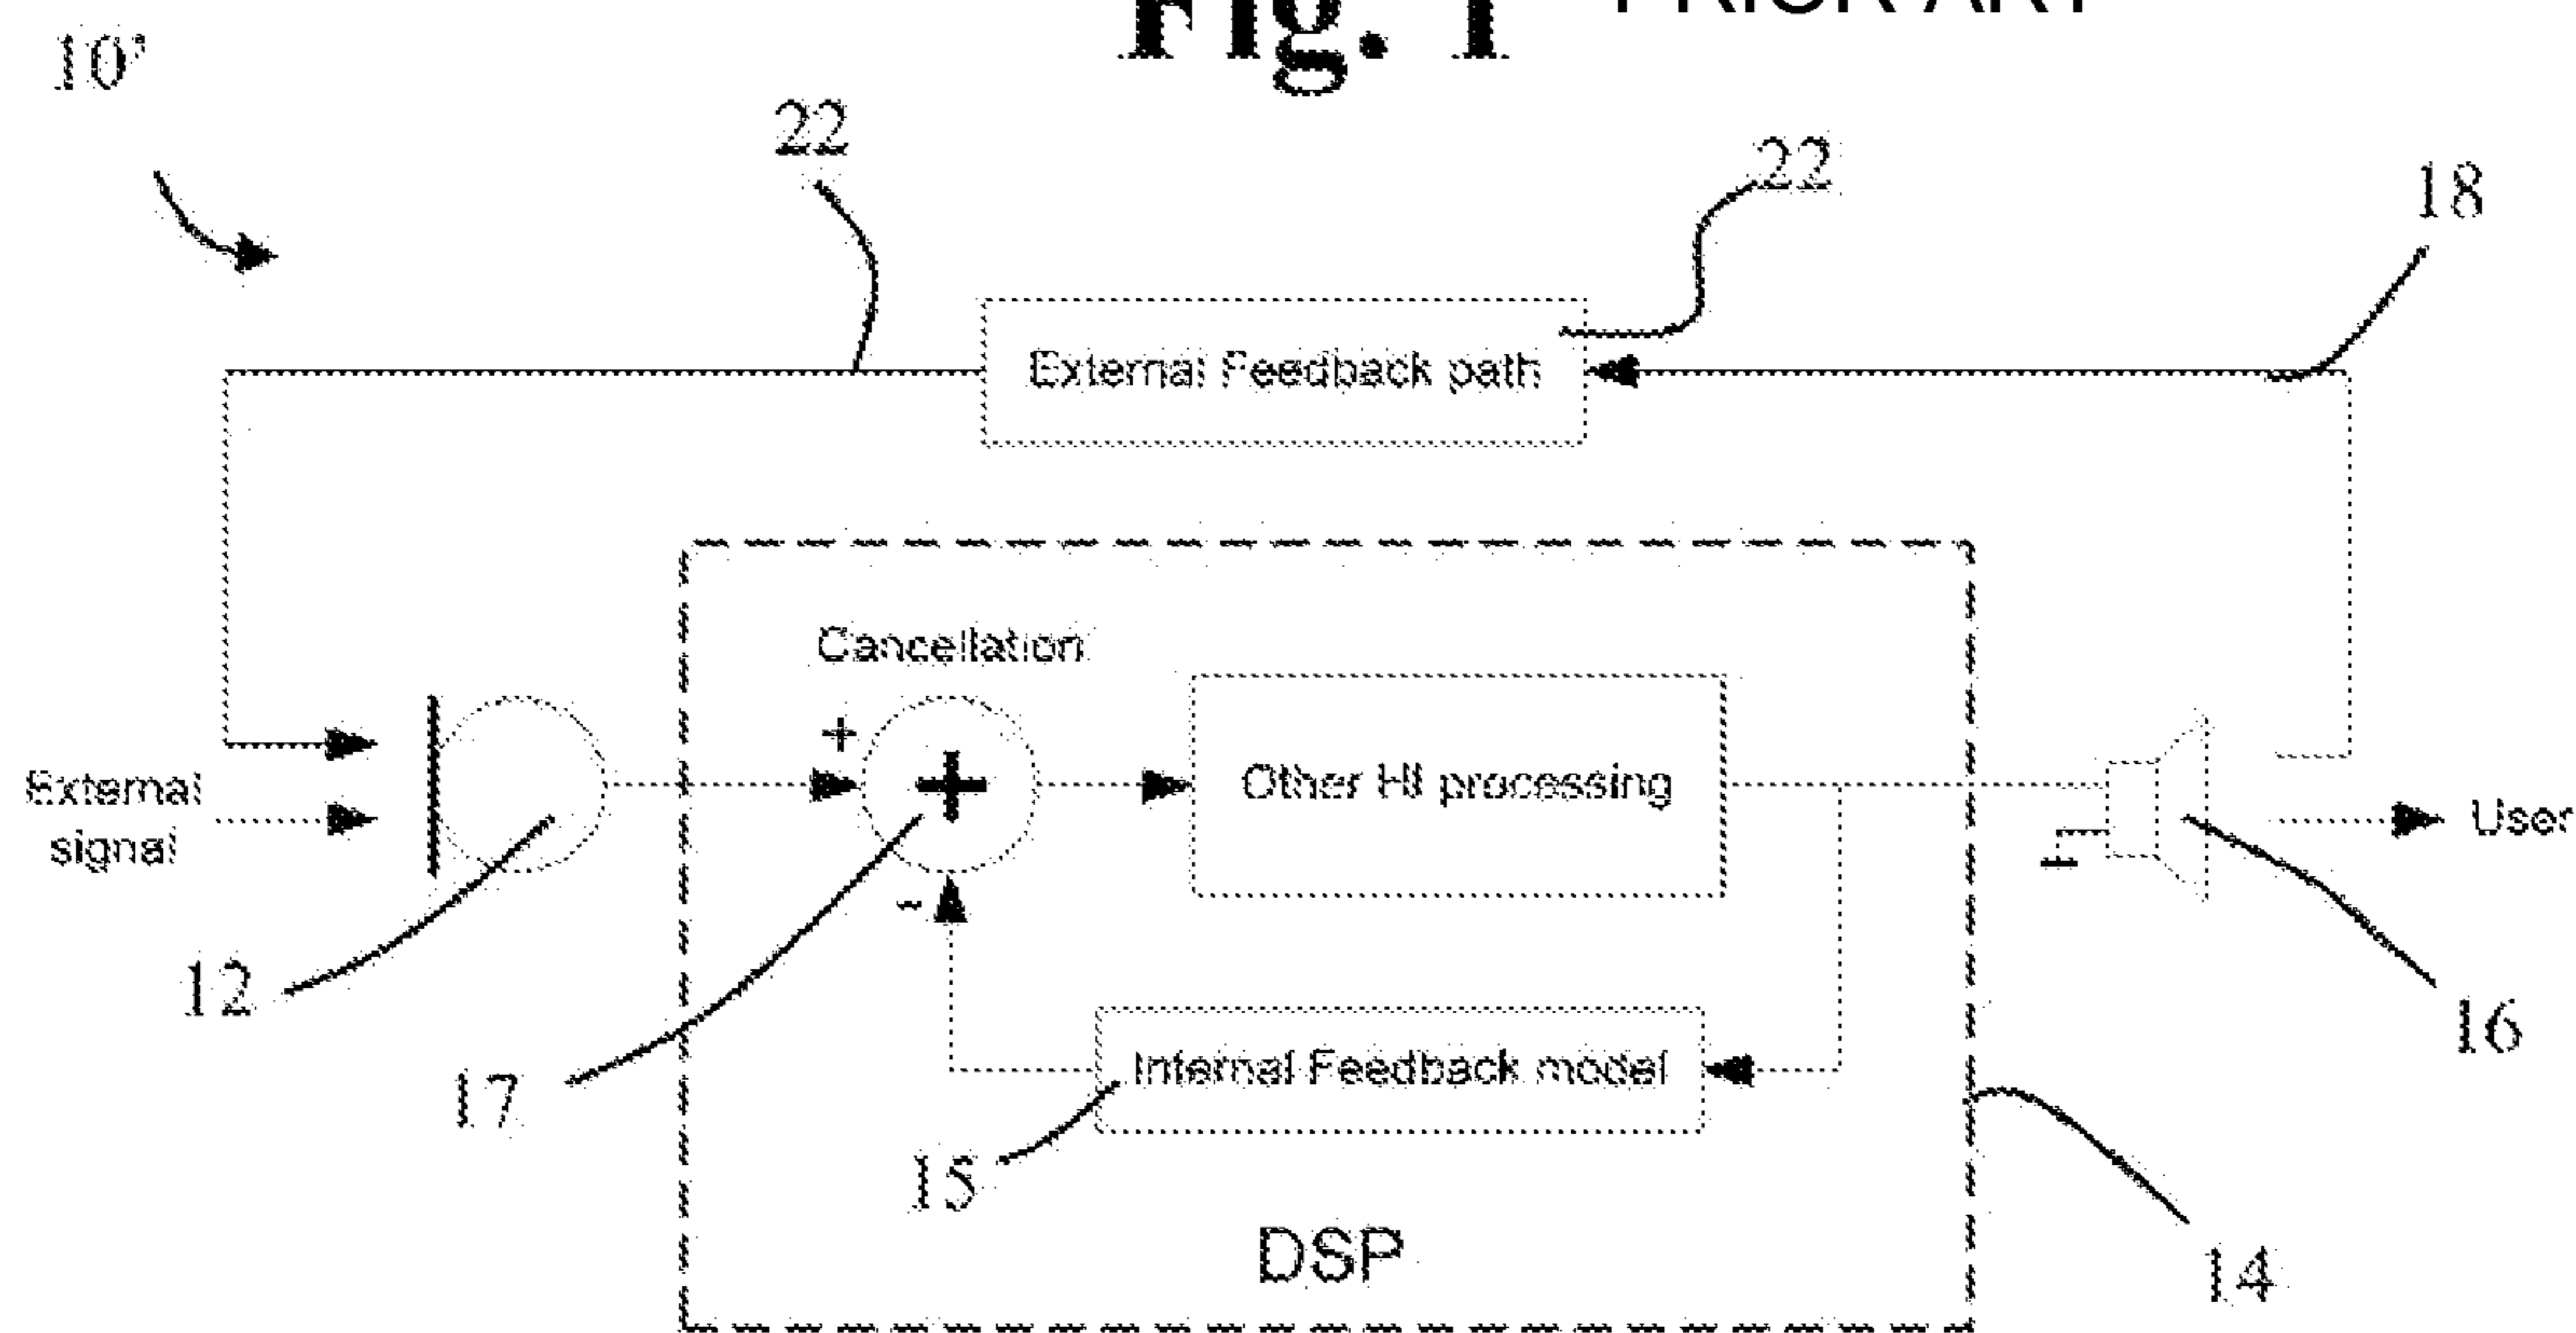 Fig. 1 PRIOR ART
10'
22
22
18
External Feedback path
Cancellation
+
+
External
signal
Other HI processing
User
-
12
17
Internal Feedback model
16
15
DSP
14